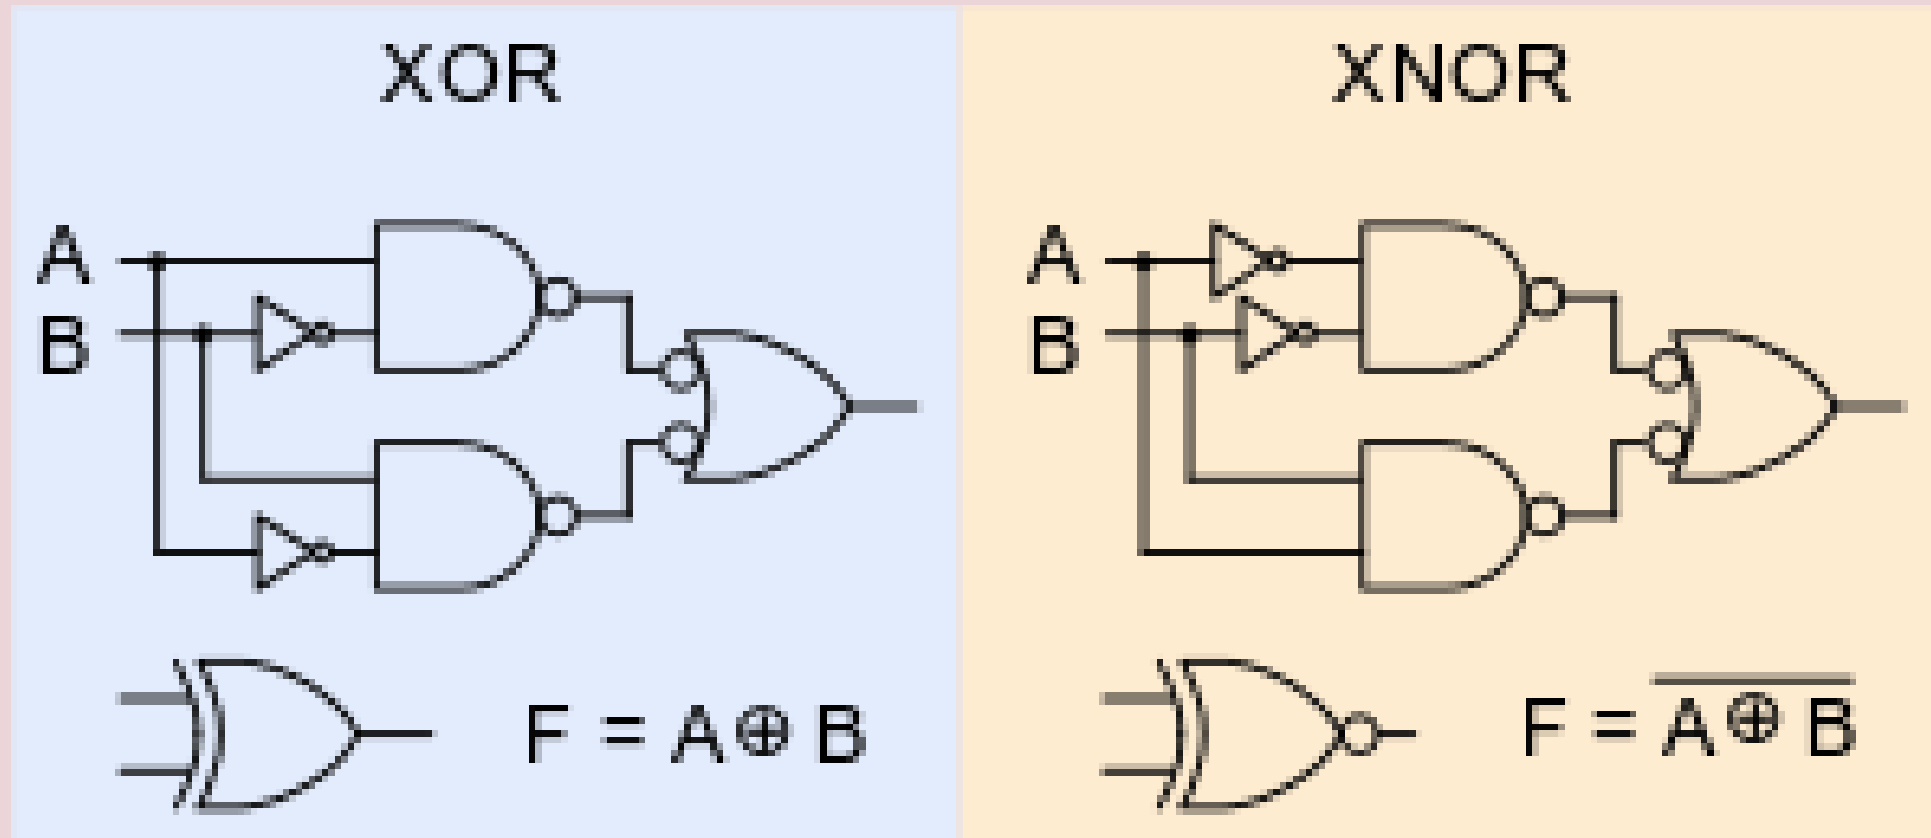 XOR
A
B
F = A⊕B
XNOR
A
B
F = A̅ ̅⊕̅ ̅B̅